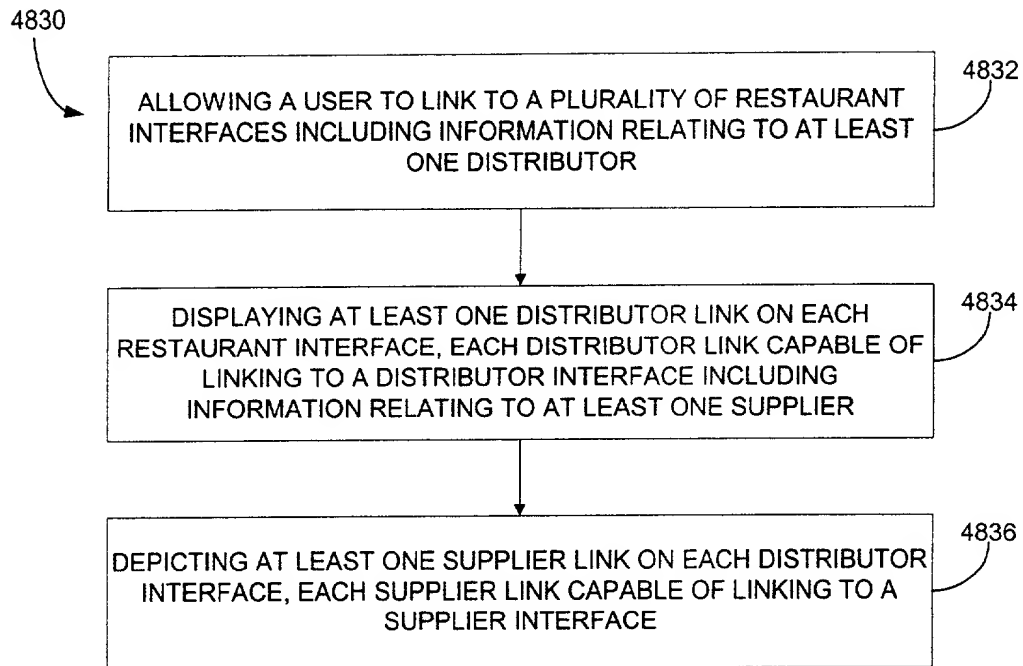 4830
4832
ALLOWING A USER TO LINK TO A PLURALITY OF RESTAURANT
INTERFACES INCLUDING INFORMATION RELATING TO AT LEAST
ONE DISTRIBUTOR
4834
DISPLAYING AT LEAST ONE DISTRIBUTOR LINK ON EACH
RESTAURANT INTERFACE, EACH DISTRIBUTOR LINK CAPABLE OF
LINKING TO A DISTRIBUTOR INTERFACE INCLUDING
INFORMATION RELATING TO AT LEAST ONE SUPPLIER
4836
DEPICTING AT LEAST ONE SUPPLIER LINK ON EACH DISTRIBUTOR
INTERFACE, EACH SUPPLIER LINK CAPABLE OF LINKING TO A
SUPPLIER INTERFACE